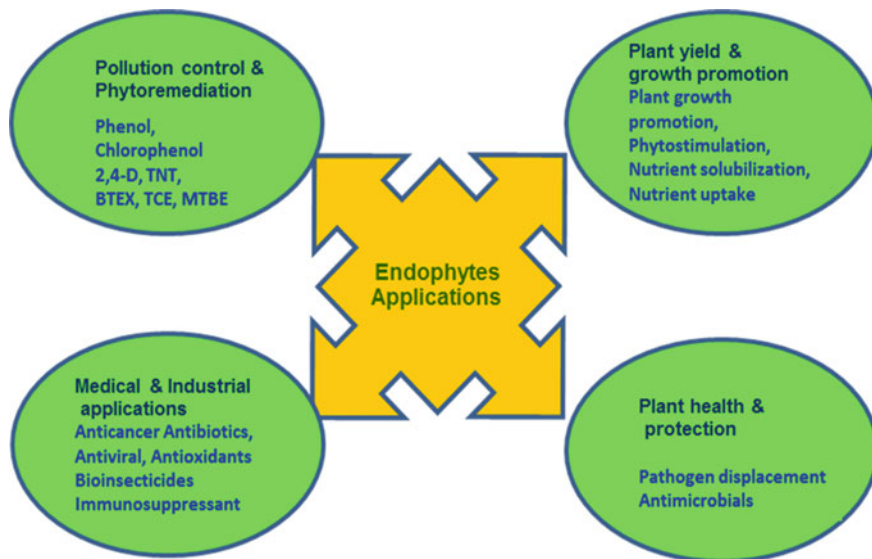 Pollution control &
Phytoremediation
Phenol,
Chlorophenol
2,4-D, TNT,
BTEX, TCE, MTBE
Plant yield &
growth promotion
Plant growth
promotion,
Phytostimulation,
Nutrient solubilization,
Nutrient uptake
Endophytes
Applications
Medical & Industrial
applications
Anticancer Antibiotics,
Antiviral, Antioxidants
Bioinsecticides
Immunosuppressant
Plant health &
protection
Pathogen displacement
Antimicrobials